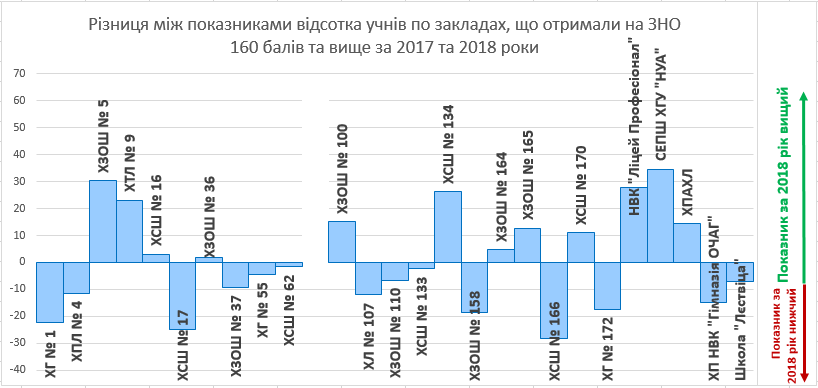 Різниця між показниками відсотка учнів по закладах, що отримали на ЗНО
160 балів та вище за 2017 та 2018 роки
70
60
50
40
30
20
10
0
-10
-20
-30
-40
ХГ № 1
ХПЛ № 4
ХЗОШ № 5
ХТЛ № 9
ХСШ № 16
ХСШ № 17
ХЗОШ № 36
ХЗОШ № 37
ХГ № 55
ХСШ № 62
ХЗОШ № 100
ХЛ № 107
ХЗОШ № 110
ХСШ № 133
ХСШ № 134
ХЗОШ № 158
ХЗОШ № 164
ХЗОШ № 165
ХСШ № 166
ХСШ № 170
ХГ № 172
НВК "Ліцей Професіонал"
СЕПШ ХГУ "НУА"
ХПАХЛ
ХП НВК "Гімназія ОЧАГ"
Школа "Лєствіца"
Показник за 2018 рік вищий
Показник за
2018 рік нижчий